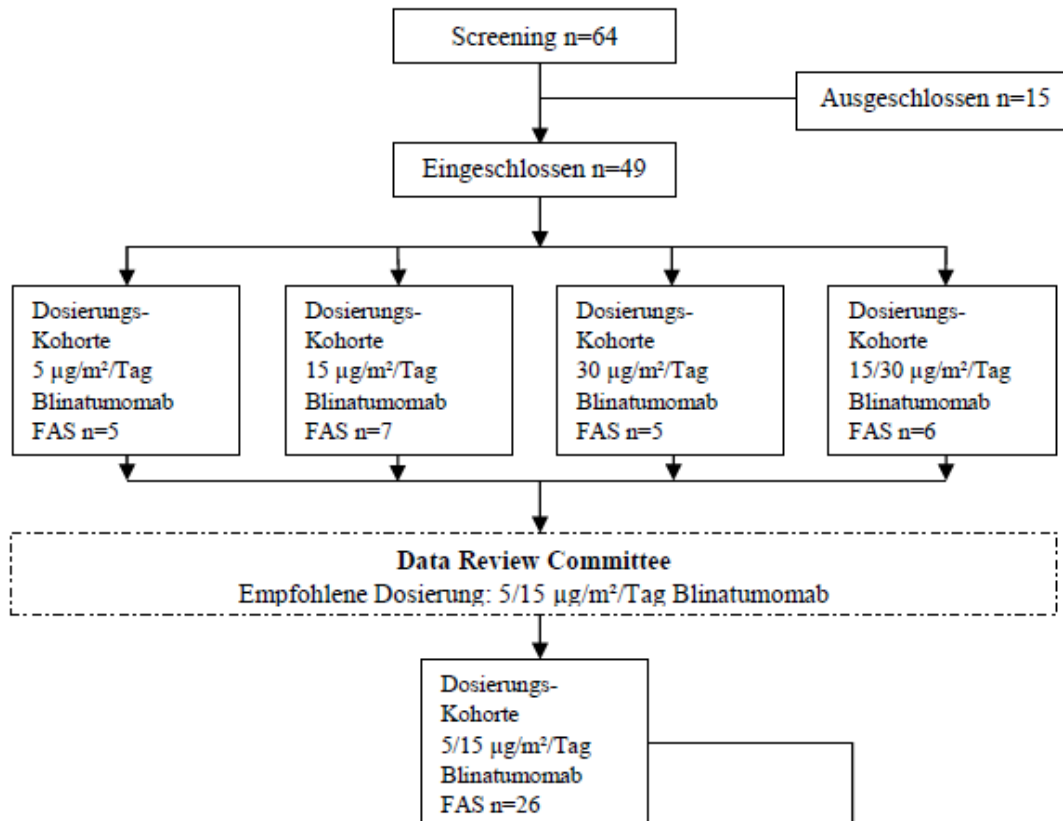 Screening n=64
Ausgeschlossen n=15
Eingeschlossen n=49
Dosierungs-
Kohorte
5 µg/m²/Tag
Blinatumomab
FAS n=5
Dosierungs-
Kohorte
15 µg/m²/Tag
Blinatumomab
FAS n=7
Dosierungs-
Kohorte
30 µg/m²/Tag
Blinatumomab
FAS n=5
Dosierungs-
Kohorte
15/30 µg/m²/Tag
Blinatumomab
FAS n=6
Data Review Committee
Empfohlene Dosierung: 5/15 µg/m²/Tag Blinatumomab
Dosierungs-
Kohorte
5/15 µg/m²/Tag
Blinatumomab
FAS n=26